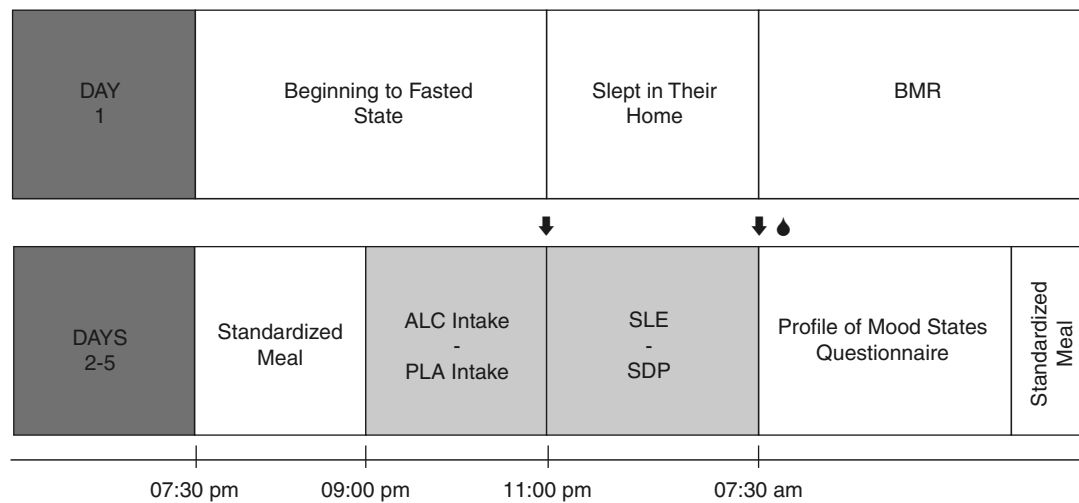 DAY
1
Beginning to Fasted
State
Slept in Their
Home
BMR
DAYS
2-5
Standardized
Meal
ALC Intake
-
PLA Intake
SLE
-
SDP
Profile of Mood States
Questionnaire
Standardized
Meal
07:30 pm
09:00 pm
11:00 pm
07:30 am